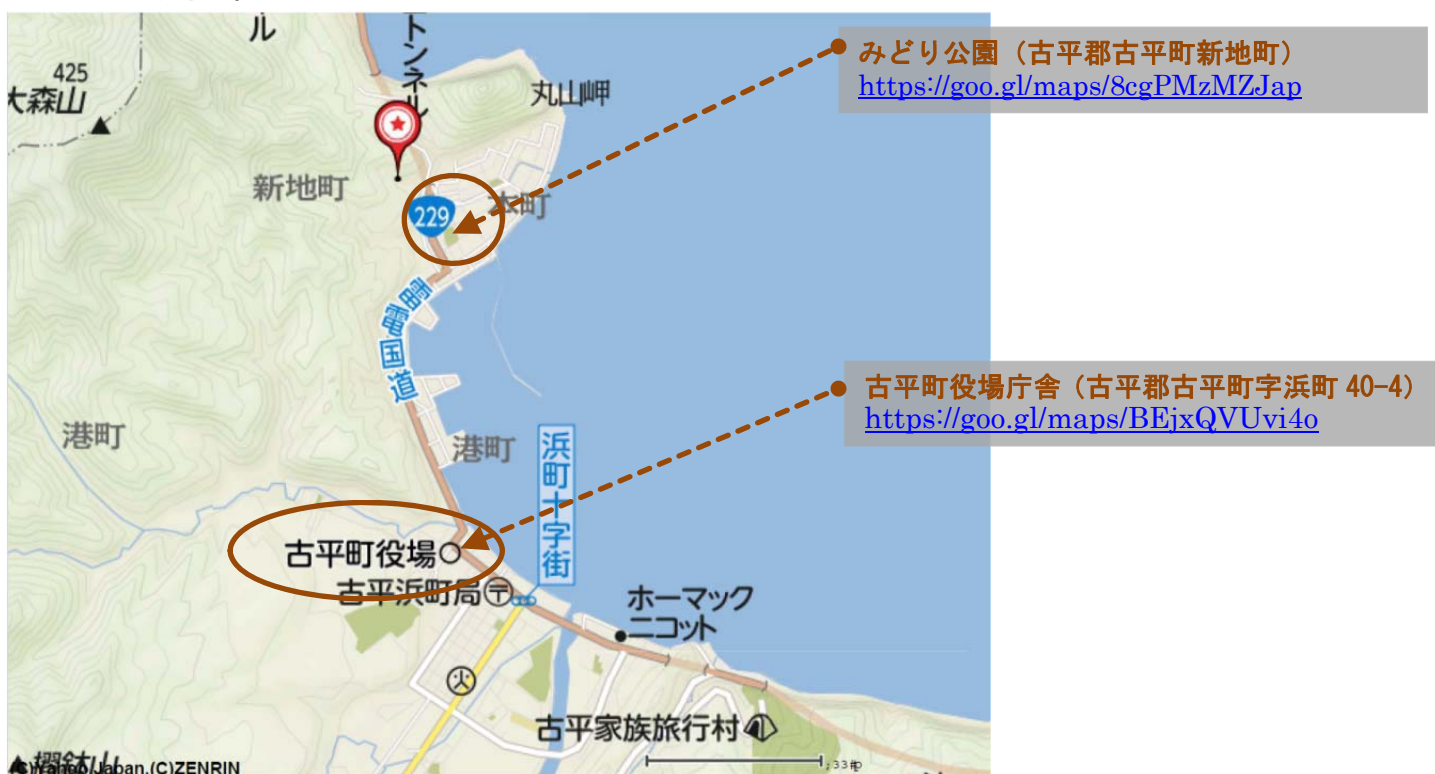 ル
トンネル
425
大森山
丸山岬
みどり公園（古平郡古平町新地町）
https://goo.gl/maps/8cgPMzMZJap
新地町
本町
229
雷電国道
古平町役場庁舎（古平郡古平町字浜町 40-4）
https://goo.gl/maps/BEjxQVUvi4o
港町
港町
浜町十字街
古平町役場
古平浜町局
ホーマック
ニコット
火
古平家族旅行村
(C)Yahoo Japan,(C)ZENRIN